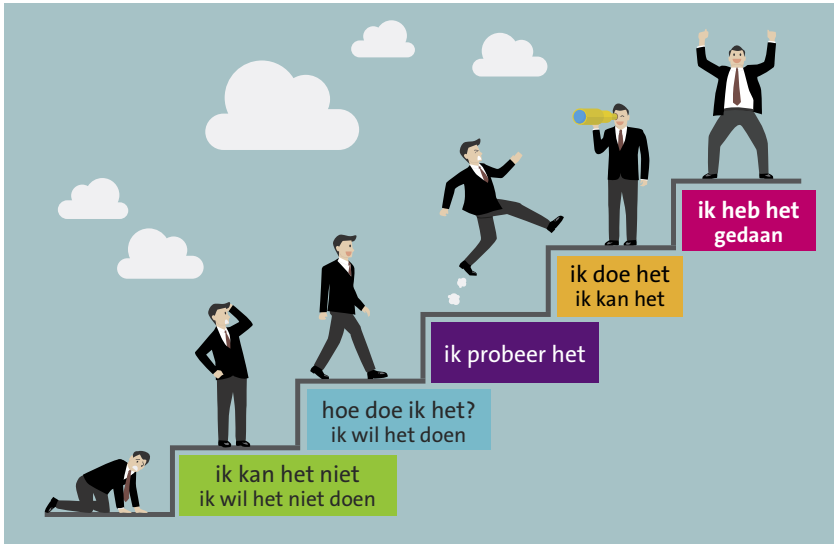 ik heb het
gedaan
ik doe het
ik kan het
ik probeer het
hoe doe ik het?
ik wil het doen
ik kan het niet
ik wil het niet doen